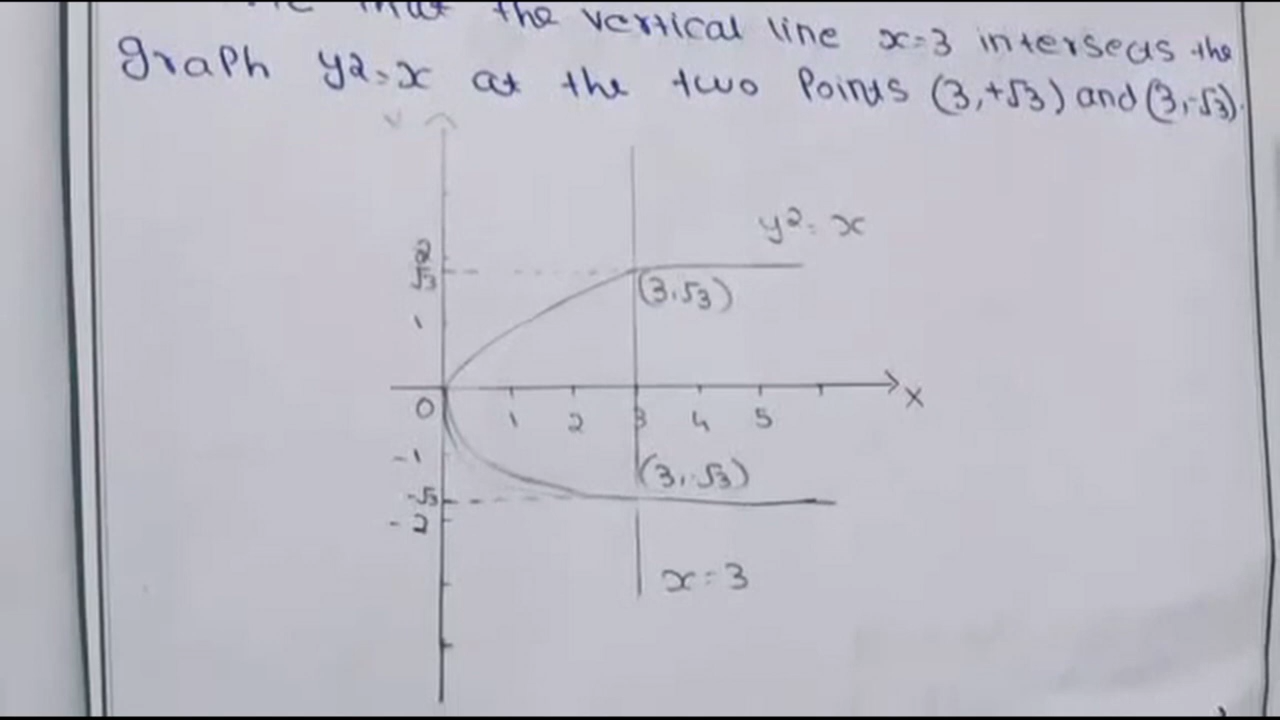 that the vertical line x=3 intersects the
graph y2=x at the two Points (3,+√3) and (3,-√3).
y
y2=x
2
√3
(3,√3)
1
0
1 2 3 4 5
x
-1
(3,-√3)
-√3
-2
x=3